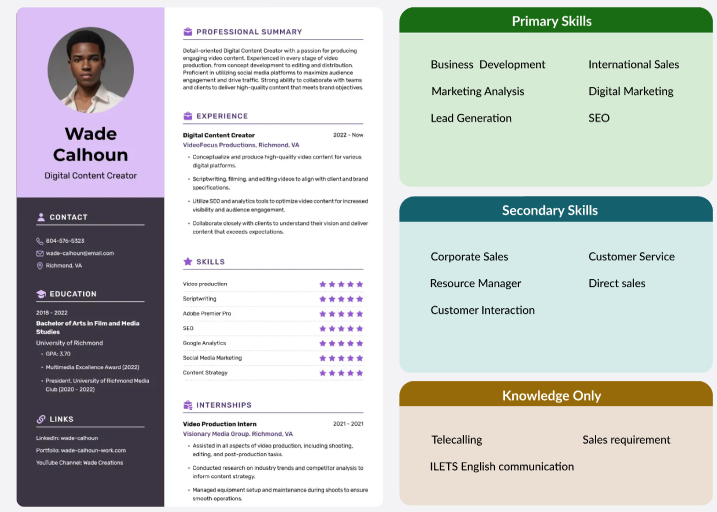 Wade
Calhoun
Digital Content Creator
CONTACT
804-576-5323
wade-calhoun@email.com
Richmond, VA
EDUCATION
2018 - 2022
Bachelor of Arts in Film and Media
Studies
University of Richmond
• GPA: 3.70
• Multimedia Excellence Award (2022)
• President, University of Richmond Media
Club (2020 - 2022)
LINKS
LinkedIn: wade-calhoun
Portfolio: wade-calhoun-work.com
YouTube Channel: Wade Creations
PROFESSIONAL SUMMARY
Detail-oriented Digital Content Creator with a passion for producing
engaging video content. Experienced in every stage of video
production, from concept development to editing and distribution.
Proficient in utilizing social media platforms to maximize audience
engagement and drive traffic. Strong ability to collaborate with teams
and clients to deliver high-quality content that meets brand objectives.
EXPERIENCE
Digital Content Creator 2022 - Now
VideoFocus Productions, Richmond, VA
• Conceptualize and produce high-quality video content for various
digital platforms.
• Scriptwriting, filming, and editing videos to align with client and brand
specifications.
• Utilize SEO and analytics tools to optimize video content for increased
visibility and audience engagement.
• Collaborate closely with clients to understand their vision and deliver
content that exceeds expectations.
SKILLS
Video production
Scriptwriting
Adobe Premier Pro
SEO
Google Analytics
Social Media Marketing
Content Strategy
INTERNSHIPS
Video Production Intern 2021 - 2021
Visionary Media Group. Richmond, VA
• Assisted in all aspects of video production, including shooting,
editing, and post-production tasks.
• Conducted research on industry trends and competitor analysis to
inform content strategy.
• Managed equipment setup and maintenance during shoots to ensure
smooth operations.
Primary Skills
Business Development International Sales
Marketing Analysis Digital Marketing
Lead Generation SEO
Secondary Skills
Corporate Sales Customer Service
Resource Manager Direct sales
Customer Interaction
Knowledge Only
Telecalling Sales requirement
ILETS English communication